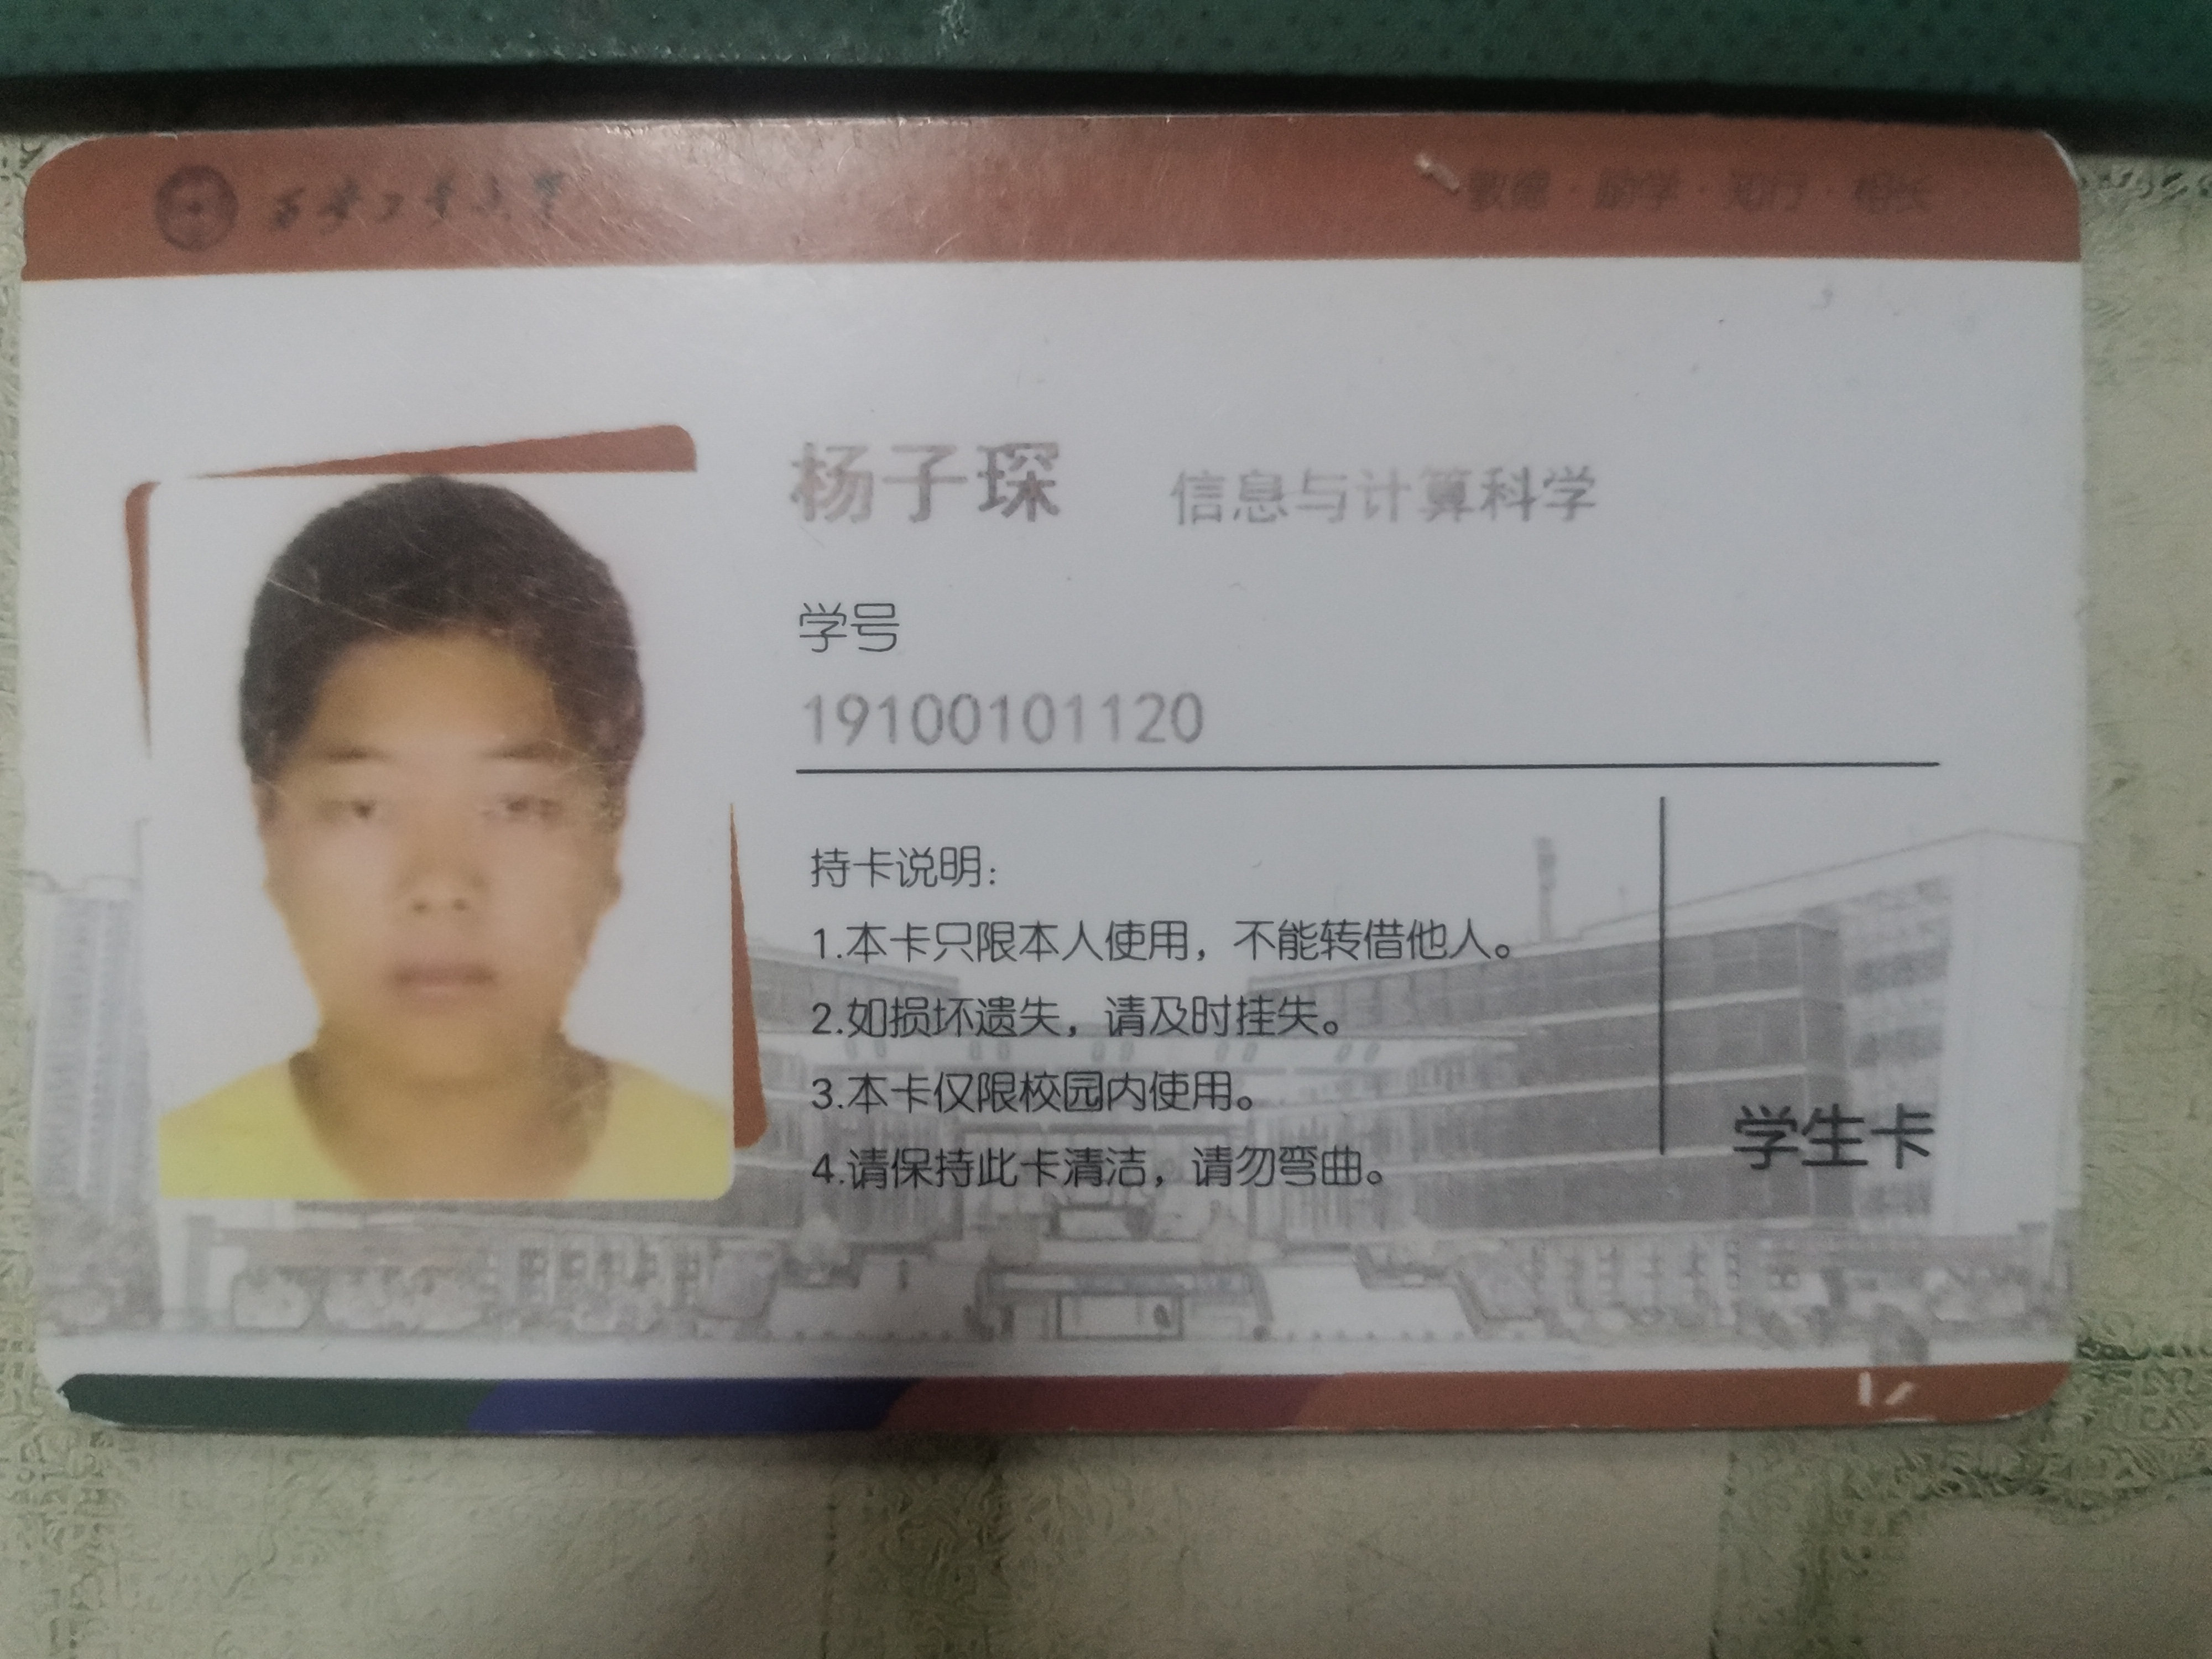 西安工业大学
敦德·励学·知行·相长
杨子琛 信息与计算科学
学号
19100101120
持卡说明:
1.本卡只限本人使用，不能转借他人。
2.如损坏遗失，请及时挂失。
3.本卡仅限校园内使用。
4.请保持此卡清洁，请勿弯曲。
学生卡